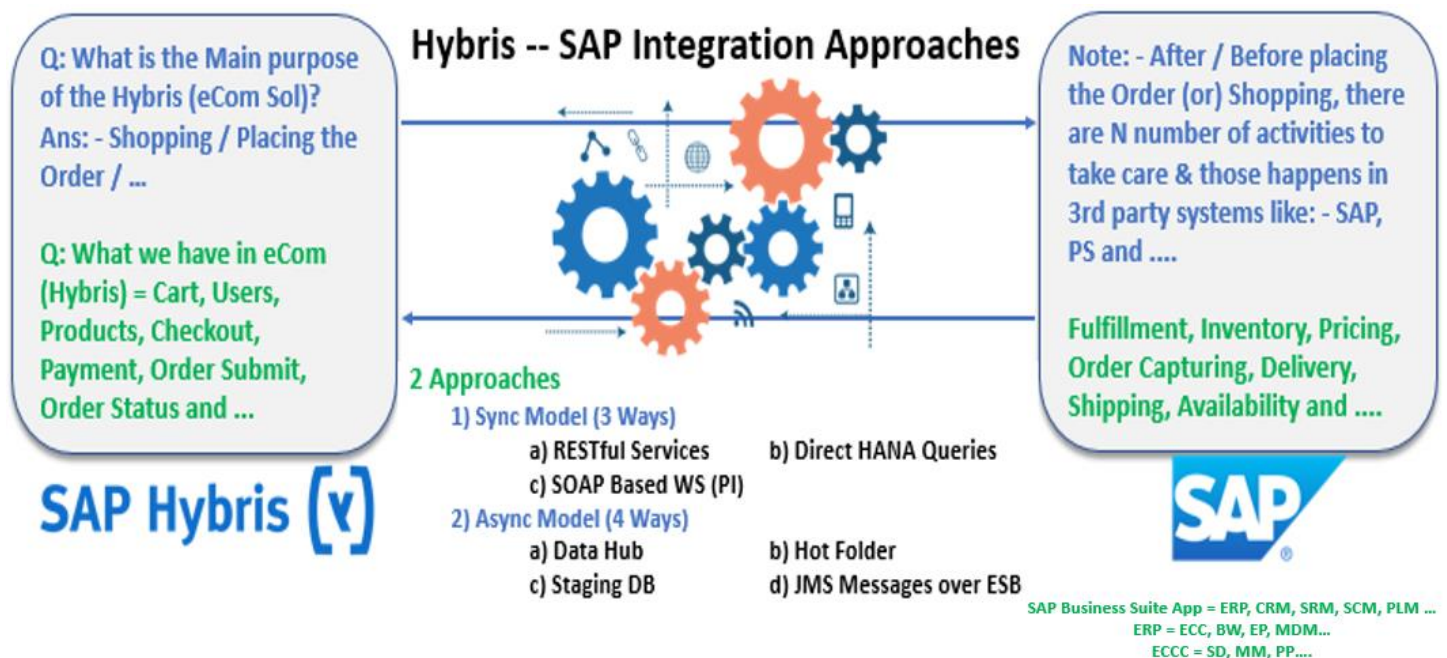 Hybris -- SAP Integration Approaches
Q: What is the Main purpose
of the Hybris (eCom Sol)?
Ans: - Shopping / Placing the
Order / ...
Q: What we have in eCom
(Hybris) = Cart, Users,
Products, Checkout,
Payment, Order Submit,
Order Status and ...
SAP Hybris (y)
2 Approaches
1) Sync Model (3 Ways)
a) RESTful Services b) Direct HANA Queries
c) SOAP Based WS (PI)
2) Async Model (4 Ways)
a) Data Hub b) Hot Folder
c) Staging DB d) JMS Messages over ESB
Note: - After / Before placing
the Order (or) Shopping, there
are N number of activities to
take care & those happens in
3rd party systems like: - SAP,
PS and ....
Fulfillment, Inventory, Pricing,
Order Capturing, Delivery,
Shipping, Availability and ....
SAP®
SAP Business Suite App = ERP, CRM, SRM, SCM, PLM ...
ERP = ECC, BW, EP, MDM...
ECCC = SD, MM, PP....